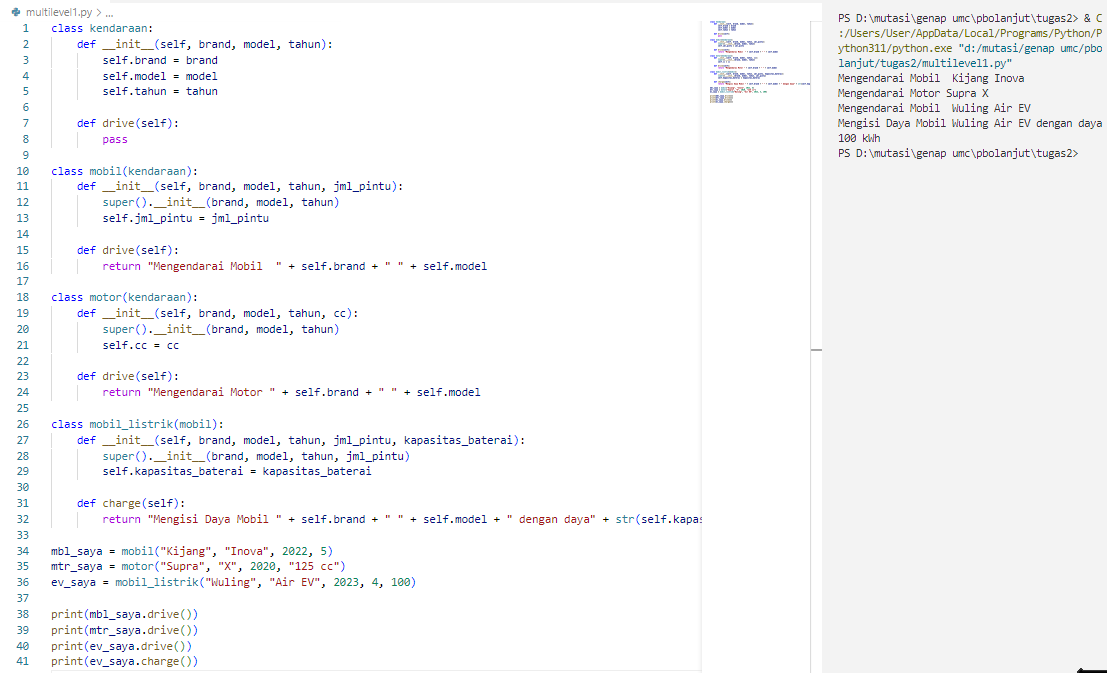 multilevel1.py > ...
1 class kendaraan:
2     def __init__(self, brand, model, tahun):
3         self.brand = brand
4         self.model = model
5         self.tahun = tahun
6
7     def drive(self):
8         pass
9
10 class mobil(kendaraan):
11     def __init__(self, brand, model, tahun, jml_pintu):
12         super().__init__(brand, model, tahun)
13         self.jml_pintu = jml_pintu
14
15     def drive(self):
16         return "Mengendarai Mobil  " + self.brand + " " + self.model
17
18 class motor(kendaraan):
19     def __init__(self, brand, model, tahun, cc):
20         super().__init__(brand, model, tahun)
21         self.cc = cc
22
23     def drive(self):
24         return "Mengendarai Motor " + self.brand + " " + self.model
25
26 class mobil_listrik(mobil):
27     def __init__(self, brand, model, tahun, jml_pintu, kapasitas_baterai):
28         super().__init__(brand, model, tahun, jml_pintu)
29         self.kapasitas_baterai = kapasitas_baterai
30
31     def charge(self):
32         return "Mengisi Daya Mobil " + self.brand + " " + self.model + " dengan daya" + str(self.kapas
33
34 mbl_saya = mobil("Kijang", "Inova", 2022, 5)
35 mtr_saya = motor("Supra", "X", 2020, "125 cc")
36 ev_saya = mobil_listrik("Wuling", "Air EV", 2023, 4, 100)
37
38 print(mbl_saya.drive())
39 print(mtr_saya.drive())
40 print(ev_saya.drive())
41 print(ev_saya.charge())
PS D:\mutasi\genap umc\pbolanjut\tugas2> & C
:/Users/User/AppData/Local/Programs/Python/P
ython311/python.exe "d:/mutasi/genap umc/pbo
lanjut/tugas2/multilevel1.py"
Mengendarai Mobil  Kijang Inova
Mengendarai Motor Supra X
Mengendarai Mobil  Wuling Air EV
Mengisi Daya Mobil Wuling Air EV dengan daya
100 kWh
PS D:\mutasi\genap umc\pbolanjut\tugas2>